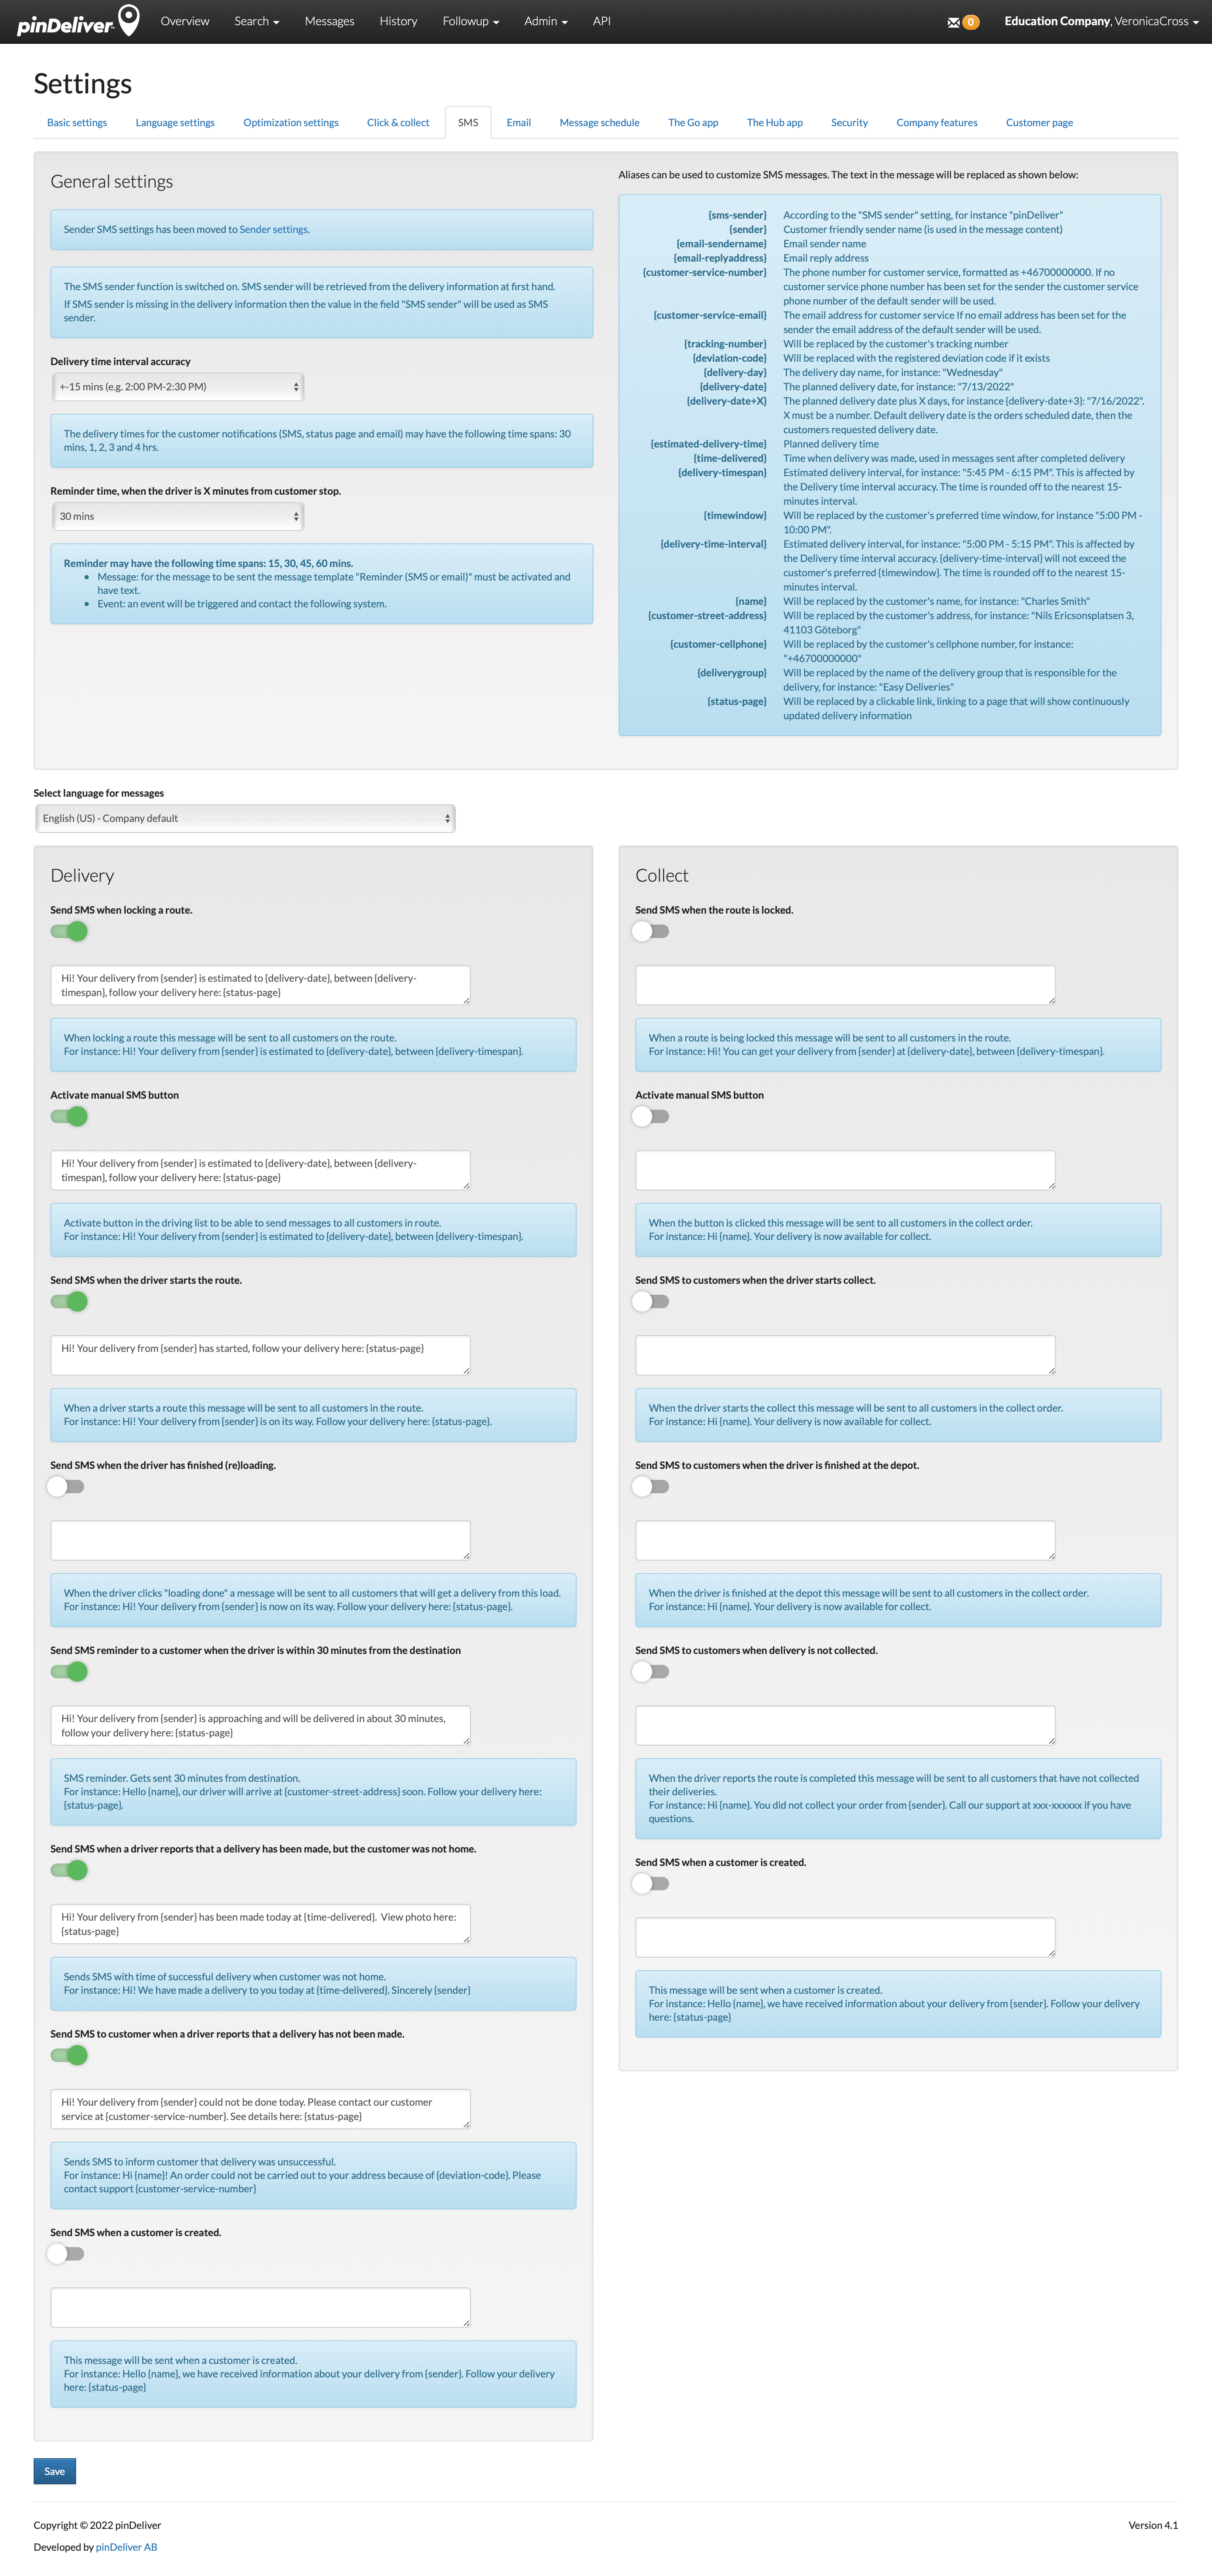 pinDeliver
Overview
Search
Messages
History
Followup
Admin
API
0
Education Company, VeronicaCross
Settings
Basic settings
Language settings
Optimization settings
Click & collect
SMS
Email
Message schedule
The Go app
The Hub app
Security
Company features
Customer page
General settings
Sender SMS settings has been moved to Sender settings.
The SMS sender function is switched on. SMS sender will be retrieved from the delivery information at first hand.
If SMS sender is missing in the delivery information then the value in the field "SMS sender" will be used as SMS
sender.
Delivery time interval accuracy
+-15 mins (e.g. 2:00 PM-2:30 PM)
The delivery times for the customer notifications (SMS, status page and email) may have the following time spans: 30
mins, 1, 2, 3 and 4 hrs.
Reminder time, when the driver is X minutes from customer stop.
30 mins
Reminder may have the following time spans: 15, 30, 45, 60 mins.
• Message: for the message to be sent the message template "Reminder (SMS or email)" must be activated and
have text.
• Event: an event will be triggered and contact the following system.
Aliases can be used to customize SMS messages. The text in the message will be replaced as shown below:
{sms-sender} According to the "SMS sender" setting, for instance "pinDeliver"
{sender} Customer friendly sender name (is used in the message content)
{email-sendername} Email sender name
{email-replyaddress} Email reply address
{customer-service-number} The phone number for customer service, formatted as +46700000000. If no
customer service phone number has been set for the sender the customer service
phone number of the default sender will be used.
{customer-service-email} The email address for customer service If no email address has been set for the
sender the email address of the default sender will be used.
{tracking-number} Will be replaced by the customer's tracking number
{deviation-code} Will be replaced with the registered deviation code if it exists
{delivery-day} The delivery day name, for instance: "Wednesday"
{delivery-date} The planned delivery date, for instance: "7/13/2022"
{delivery-date+X} The planned delivery date plus X days, for instance {delivery-date+3}: "7/16/2022".
X must be a number. Default delivery date is the orders scheduled date, then the
customers requested delivery date.
{estimated-delivery-time} Planned delivery time
{time-delivered} Time when delivery was made, used in messages sent after completed delivery
{delivery-timespan} Estimated delivery interval, for instance: "5:45 PM - 6:15 PM". This is affected by
the Delivery time interval accuracy. The time is rounded off to the nearest 15-
minutes interval.
{timewindow} Will be replaced by the customer's preferred time window, for instance "5:00 PM -
10:00 PM".
{delivery-time-interval} Estimated delivery interval, for instance: "5:00 PM - 5:15 PM". This is affected by
the Delivery time interval accuracy. {delivery-time-interval} will not exceed the
customer's preferred {timewindow}. The time is rounded off to the nearest 15-
minutes interval.
{name} Will be replaced by the customer's name, for instance: "Charles Smith"
{customer-street-address} Will be replaced by the customer's address, for instance: "Nils Ericsonsplatsen 3,
41103 Göteborg"
{customer-cellphone} Will be replaced by the customer's cellphone number, for instance:
"+46700000000"
{deliverygroup} Will be replaced by the name of the delivery group that is responsible for the
delivery, for instance: "Easy Deliveries"
{status-page} Will be replaced by a clickable link, linking to a page that will show continuously
updated delivery information
Select language for messages
English (US) - Company default
Delivery
Send SMS when locking a route.
Hi! Your delivery from {sender} is estimated to {delivery-date}, between {delivery-
timespan}, follow your delivery here: {status-page}
When locking a route this message will be sent to all customers on the route.
For instance: Hi! Your delivery from {sender} is estimated to {delivery-date}, between {delivery-timespan}.
Activate manual SMS button
Hi! Your delivery from {sender} is estimated to {delivery-date}, between {delivery-
timespan}, follow your delivery here: {status-page}
Activate button in the driving list to be able to send messages to all customers in route.
For instance: Hi! Your delivery from {sender} is estimated to {delivery-date}, between {delivery-timespan}.
Send SMS when the driver starts the route.
Hi! Your delivery from {sender} has started, follow your delivery here: {status-page}
When a driver starts a route this message will be sent to all customers in the route.
For instance: Hi! Your delivery from {sender} is on its way. Follow your delivery here: {status-page}.
Send SMS when the driver has finished (re)loading.
When the driver clicks "loading done" a message will be sent to all customers that will get a delivery from this load.
For instance: Hi! Your delivery from {sender} is now on its way. Follow your delivery here: {status-page}.
Send SMS reminder to a customer when the driver is within 30 minutes from the destination
Hi! Your delivery from {sender} is approaching and will be delivered in about 30 minutes,
follow your delivery here: {status-page}
SMS reminder. Gets sent 30 minutes from destination.
For instance: Hello {name}, our driver will arrive at {customer-street-address} soon. Follow your delivery here:
{status-page}.
Send SMS when a driver reports that a delivery has been made, but the customer was not home.
Hi! Your delivery from {sender} has been made today at {time-delivered}. View photo here:
{status-page}
Sends SMS with time of successful delivery when customer was not home.
For instance: Hi! We have made a delivery to you today at {time-delivered}. Sincerely {sender}
Send SMS to customer when a driver reports that a delivery has not been made.
Hi! Your delivery from {sender} could not be done today. Please contact our customer
service at {customer-service-number}. See details here: {status-page}
Sends SMS to inform customer that delivery was unsuccessful.
For instance: Hi {name}! An order could not be carried out to your address because of {deviation-code}. Please
contact support {customer-service-number}
Send SMS when a customer is created.
This message will be sent when a customer is created.
For instance: Hello {name}, we have received information about your delivery from {sender}. Follow your delivery
here: {status-page}
Collect
Send SMS when the route is locked.
When a route is being locked this message will be sent to all customers in the route.
For instance: Hi! You can get your delivery from {sender} at {delivery-date}, between {delivery-timespan}.
Activate manual SMS button
When the button is clicked this message will be sent to all customers in the collect order.
For instance: Hi {name}. Your delivery is now available for collect.
Send SMS to customers when the driver starts collect.
When the driver starts the collect this message will be sent to all customers in the collect order.
For instance: Hi {name}. Your delivery is now available for collect.
Send SMS to customers when the driver is finished at the depot.
When the driver is finished at the depot this message will be sent to all customers in the collect order.
For instance: Hi {name}. Your delivery is now available for collect.
Send SMS to customers when delivery is not collected.
When the driver reports the route is completed this message will be sent to all customers that have not collected
their deliveries.
For instance: Hi {name}. You did not collect your order from {sender}. Call our support at xxx-xxxxxx if you have
questions.
Send SMS when a customer is created.
This message will be sent when a customer is created.
For instance: Hello {name}, we have received information about your delivery from {sender}. Follow your delivery
here: {status-page}
Save
Copyright © 2022 pinDeliver
Version 4.1
Developed by pinDeliver AB